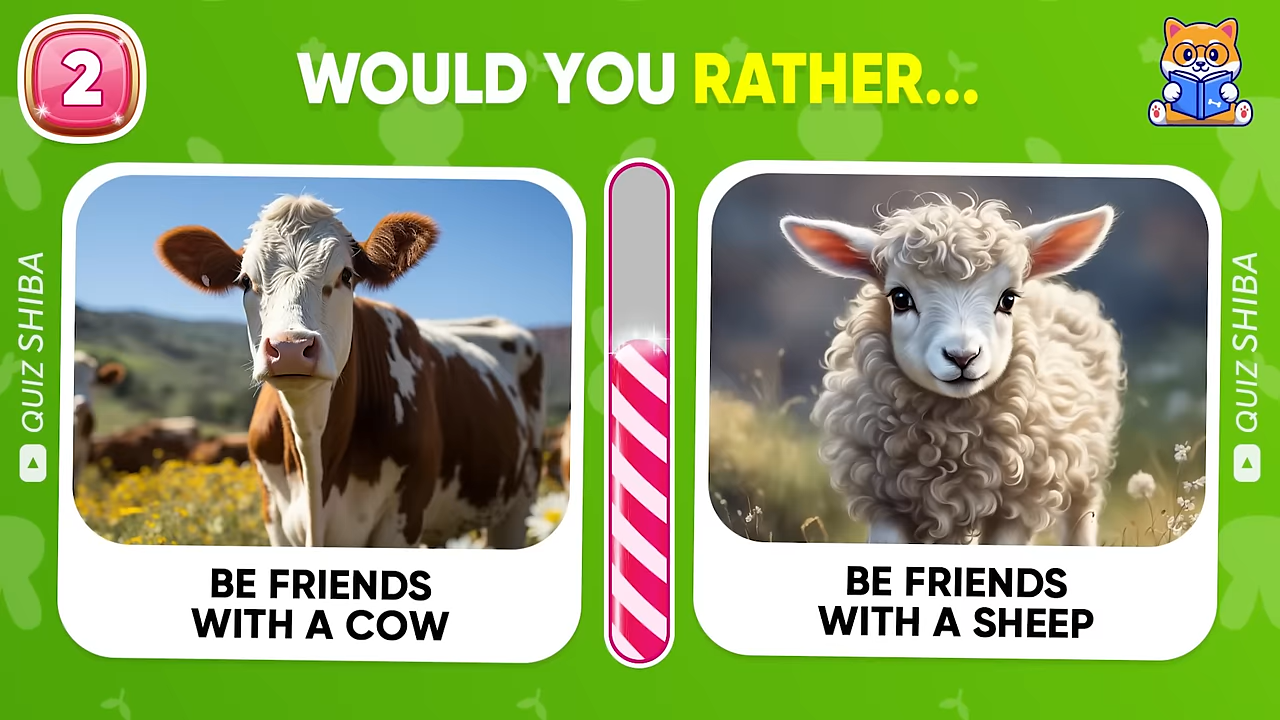 2
WOULD YOU RATHER...
QUIZ SHIBA
BE FRIENDS
WITH A COW
BE FRIENDS
WITH A SHEEP
QUIZ SHIBA